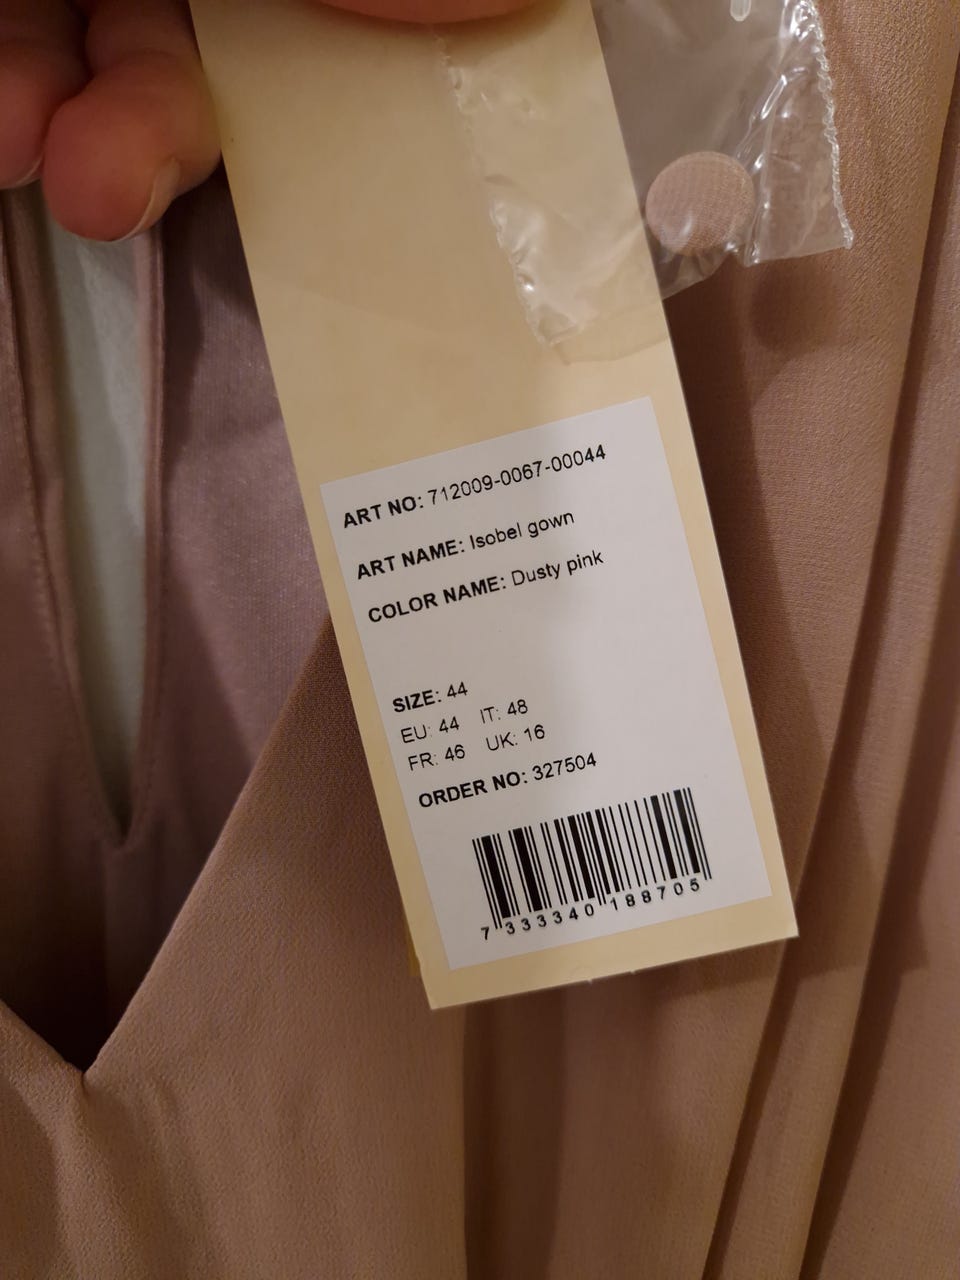 ART NO: 712009-0067-00044
ART NAME: Isobel gown
COLOR NAME: Dusty pink
SIZE: 44
EU: 44 IT: 48
FR: 46 UK: 16
ORDER NO: 327504
7 333340 188705